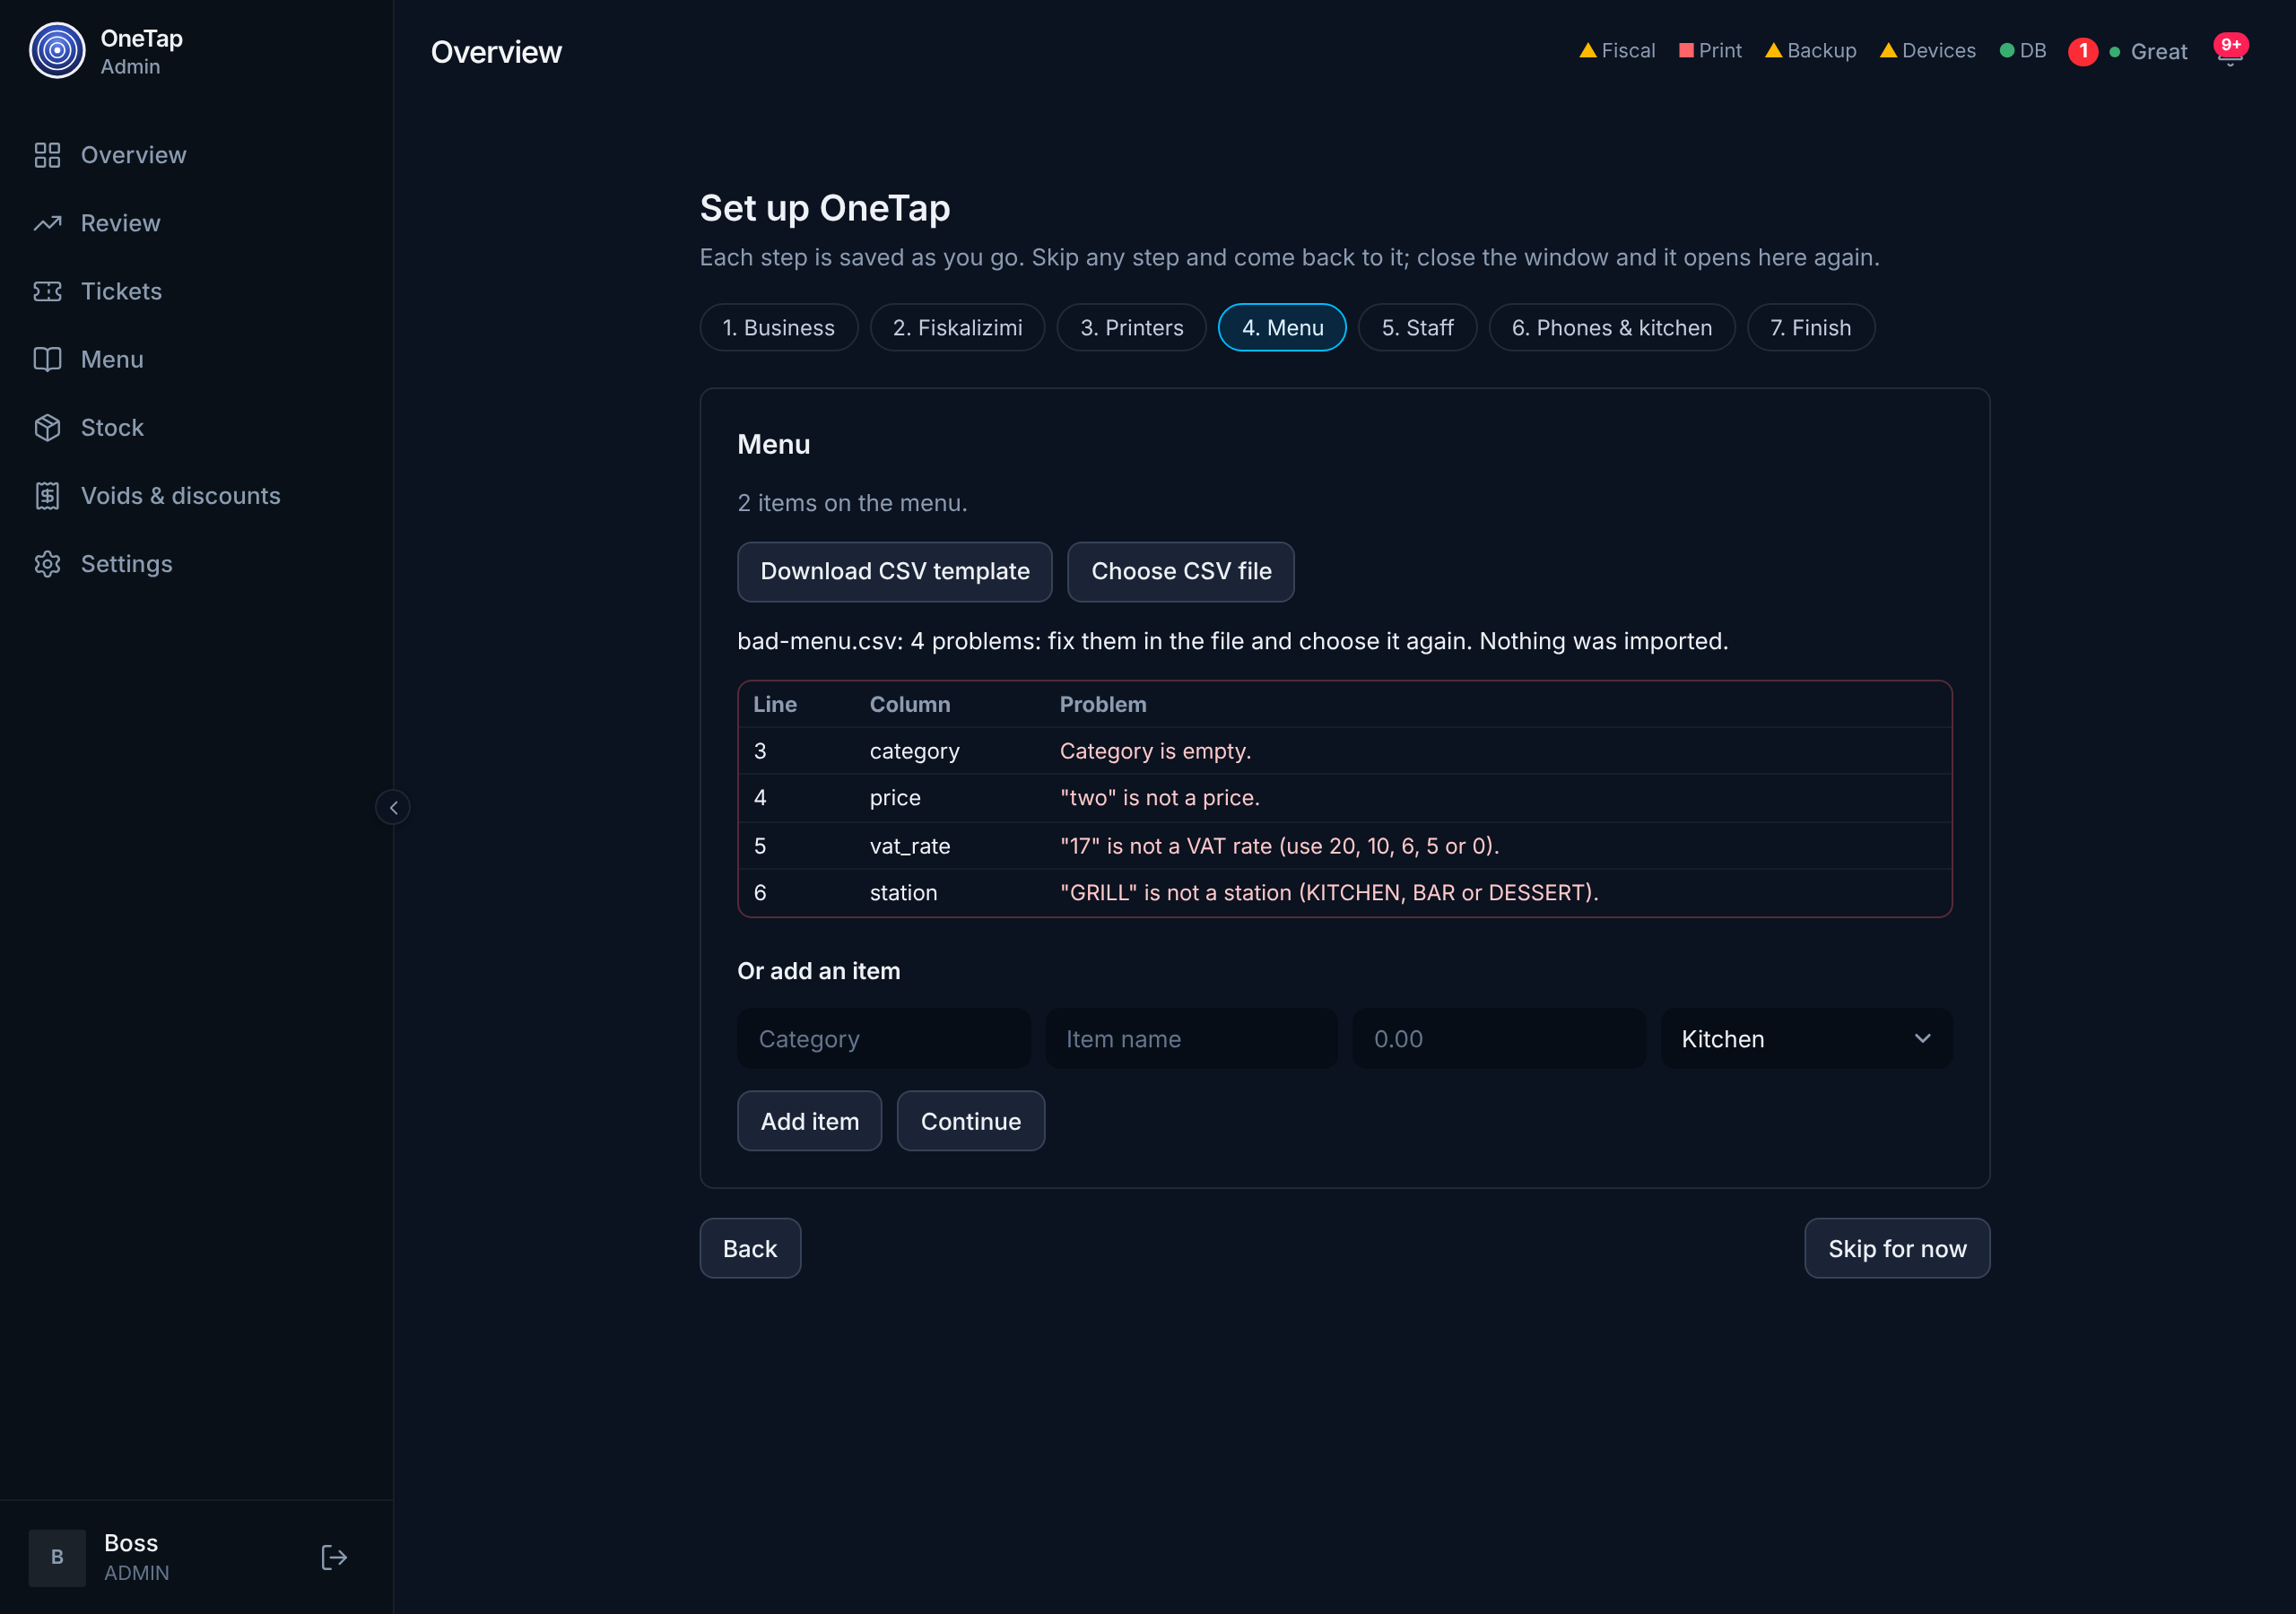 OneTap
Admin
Overview
Fiscal Print Backup Devices DB 1 Great 9+
Overview
Review
Tickets
Menu
Stock
Voids & discounts
Settings
Set up OneTap
Each step is saved as you go. Skip any step and come back to it; close the window and it opens here again.
1. Business 2. Fiskalizimi 3. Printers 4. Menu 5. Staff 6. Phones & kitchen 7. Finish
Menu
2 items on the menu.
Download CSV template Choose CSV file
bad-menu.csv: 4 problems: fix them in the file and choose it again. Nothing was imported.
Line Column Problem
3 category Category is empty.
4 price "two" is not a price.
5 vat_rate "17" is not a VAT rate (use 20, 10, 6, 5 or 0).
6 station "GRILL" is not a station (KITCHEN, BAR or DESSERT).
Or add an item
Category Item name 0.00 Kitchen
Add item Continue
Back Skip for now
B
Boss
ADMIN